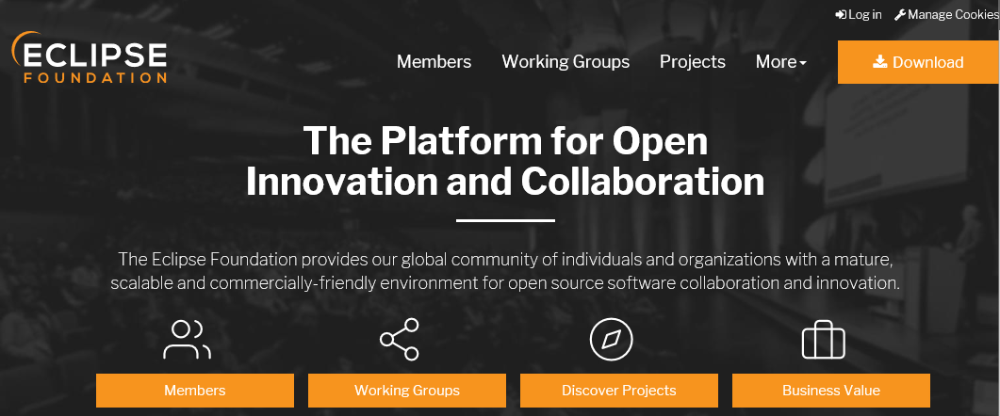 Log in Manage Cookies
ECLIPSE
FOUNDATION
Members Working Groups Projects More Download
The Platform for Open
Innovation and Collaboration
The Eclipse Foundation provides our global community of individuals and organizations with a mature,
scalable and commercially-friendly environment for open source software collaboration and innovation.
Members Working Groups Discover Projects Business Value